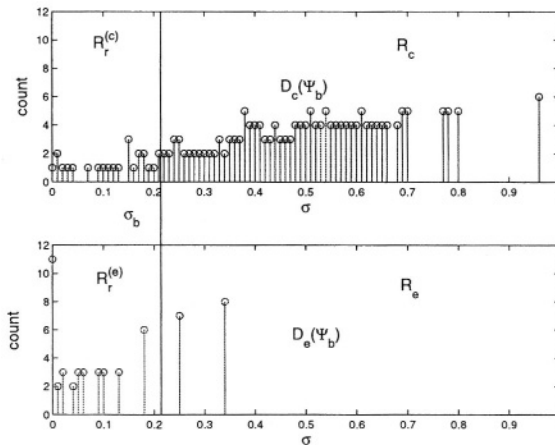 12
10
8
6
4
2
0
count
R_r^(c)
R_c
D_c(Ψ_b)
0 0.1 0.2 0.3 0.4 0.5 0.6 0.7 0.8 0.9
σ_b
σ
12
10
8
6
4
2
0
count
R_r^(e)
R_e
D_e(Ψ_b)
0 0.1 0.2 0.3 0.4 0.5 0.6 0.7 0.8 0.9
σ